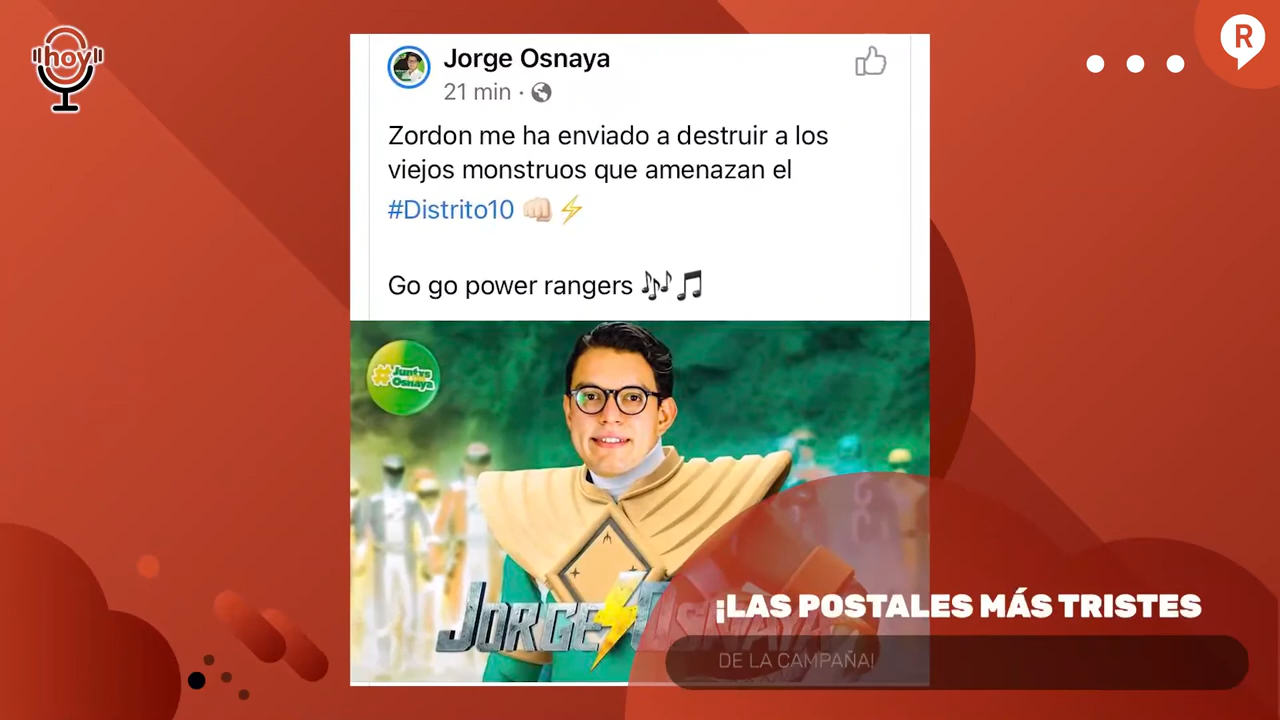 hoy
R
Jorge Osnaya
21 min ·
Zordon me ha enviado a destruir a los
viejos monstruos que amenazan el
#Distrito10 👊🏻⚡
Go go power rangers 🎶🎵
#Juntxs
Osnaya
JORGE OSNAYA
¡LAS POSTALES MÁS TRISTES
DE LA CAMPAÑA!